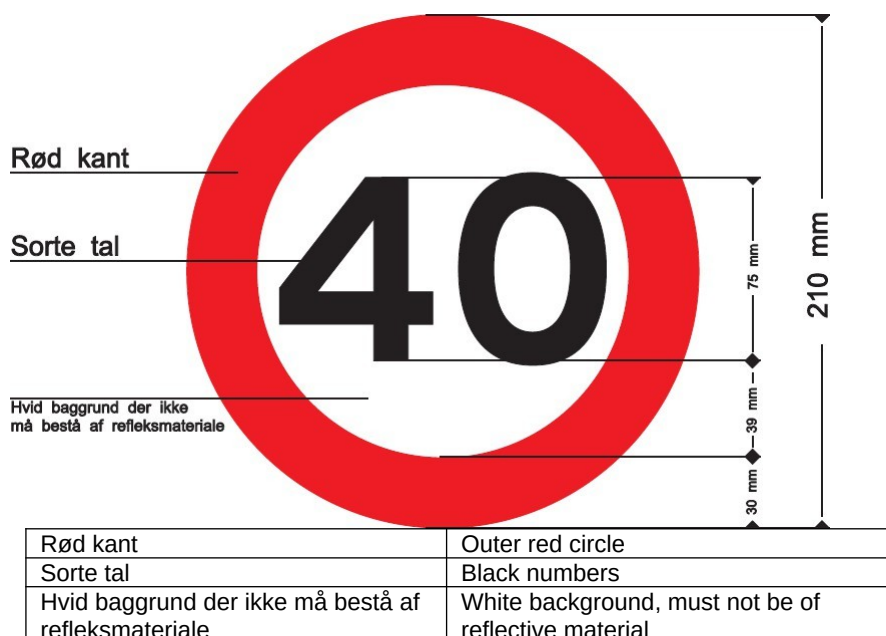 Rød kant
40
Sorte tal
75 mm
210 mm
Hvid baggrund der ikke
må bestå af refleksmateriale
39 mm
30 mm
Rød kant Outer red circle
Sorte tal Black numbers
Hvid baggrund der ikke må bestå af White background, must not be of
refleksmateriale reflective material